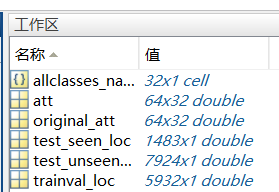 工作区
名称 值
allclasses_na... 32x1 cell
att 64x32 double
original_att 64x32 double
test_seen_loc 1483x1 double
test_unseen... 7924x1 double
trainval_loc 5932x1 double